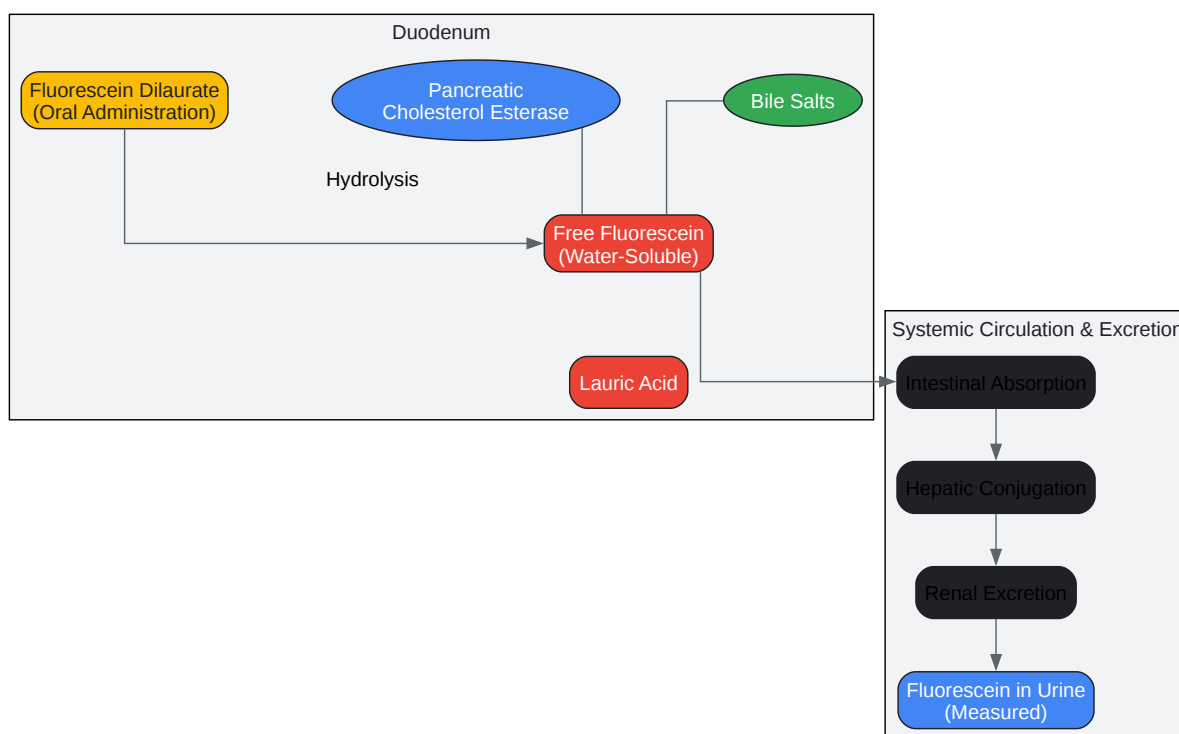 Duodenum
Fluorescein Dilaurate
(Oral Administration)
Pancreatic
Cholesterol Esterase
Bile Salts
Hydrolysis
Free Fluorescein
(Water-Soluble)
Lauric Acid
Systemic Circulation & Excretion
Intestinal Absorption
Hepatic Conjugation
Renal Excretion
Fluorescein in Urine
(Measured)